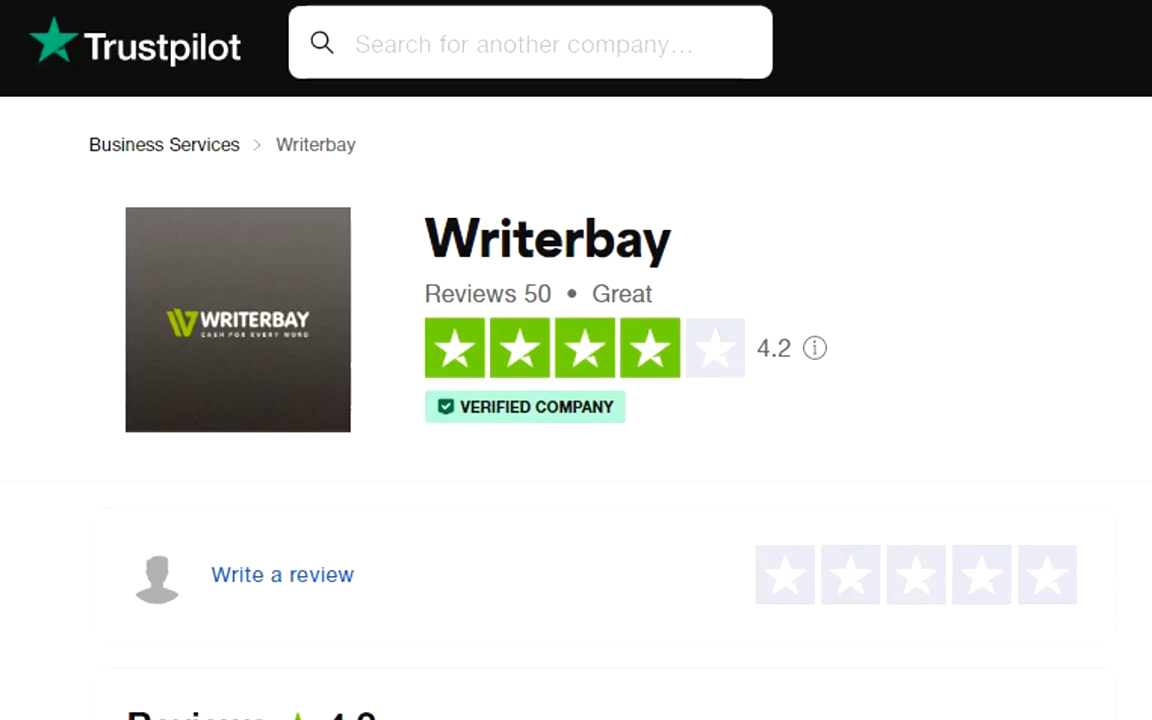 Trustpilot
Search for another company…
Business Services > Writerbay
WRITERBAY
CASH FOR EVERY WORD
Writerbay
Reviews 50 • Great
4.2
VERIFIED COMPANY
Write a review